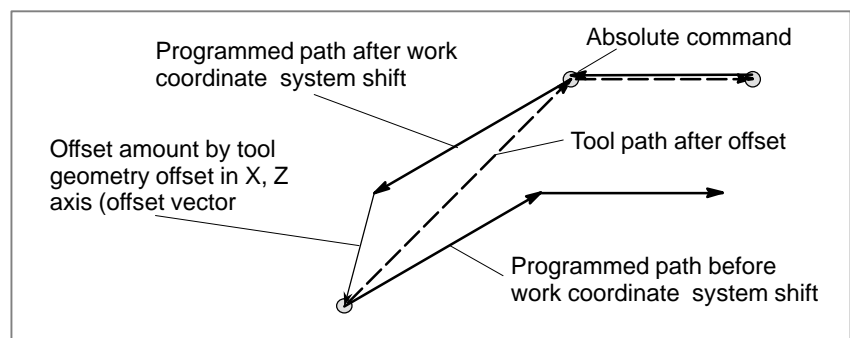 Programmed path after work
coordinate system shift
Absolute command
Tool path after offset
Offset amount by tool
geometry offset in X, Z
axis (offset vector
Programmed path before
work coordinate system shift